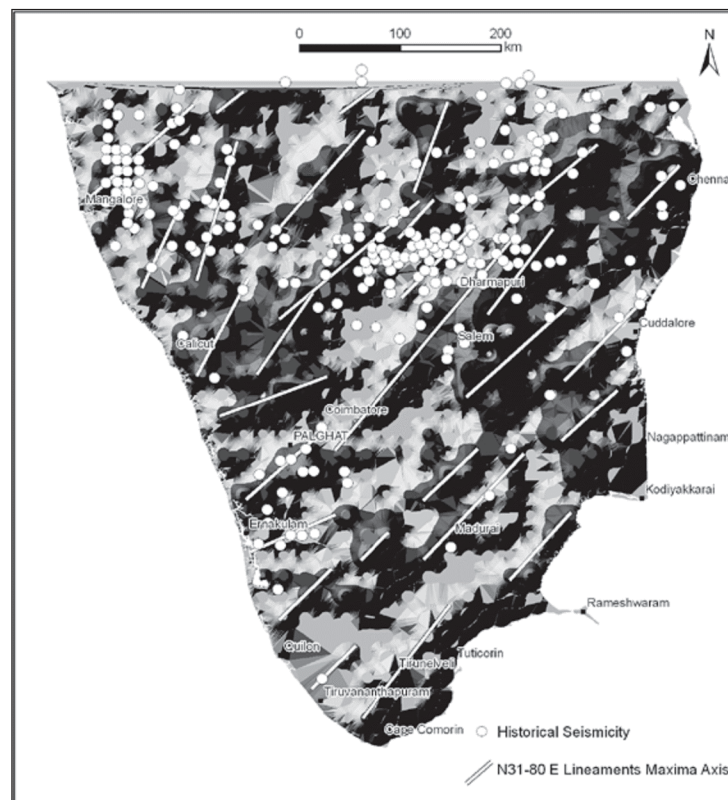 0 100 200
km
N
Chenna
Mangalore
Dharmapuri
Cuddalore
Salem
Calicut
Coimbatore
PALGHAT
Nagappattinam
Kodiyakkarai
Ernakulam
Madurai
Rameshwaram
Quilon
Tuticorin
Tirunelveli
Tiruvananthapuram
Cape Comorin
Historical Seismicity
N31-80 E Lineaments Maxima Axis